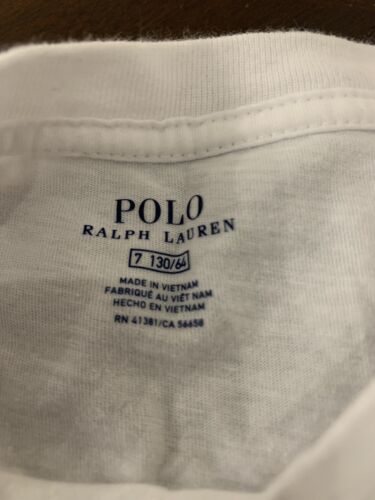 POLO
RALPH LAUREN
7 130/64
MADE IN VIETNAM
FABRIQUÉ AU VIÊT NAM
HECHO EN VIETNAM
RN 41381/CA 56658